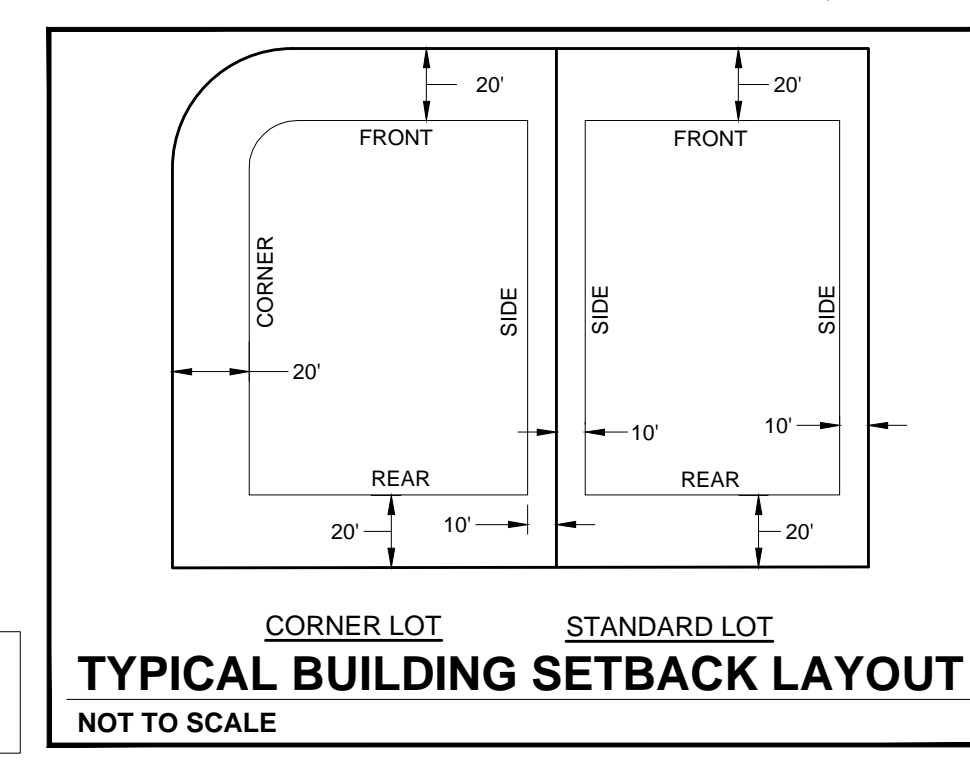 20'
20'
FRONT
FRONT
CORNER
SIDE
SIDE
SIDE
20'
10'
10'
REAR
REAR
20'
10'
20'
CORNER LOT
STANDARD LOT
TYPICAL BUILDING SETBACK LAYOUT
NOT TO SCALE